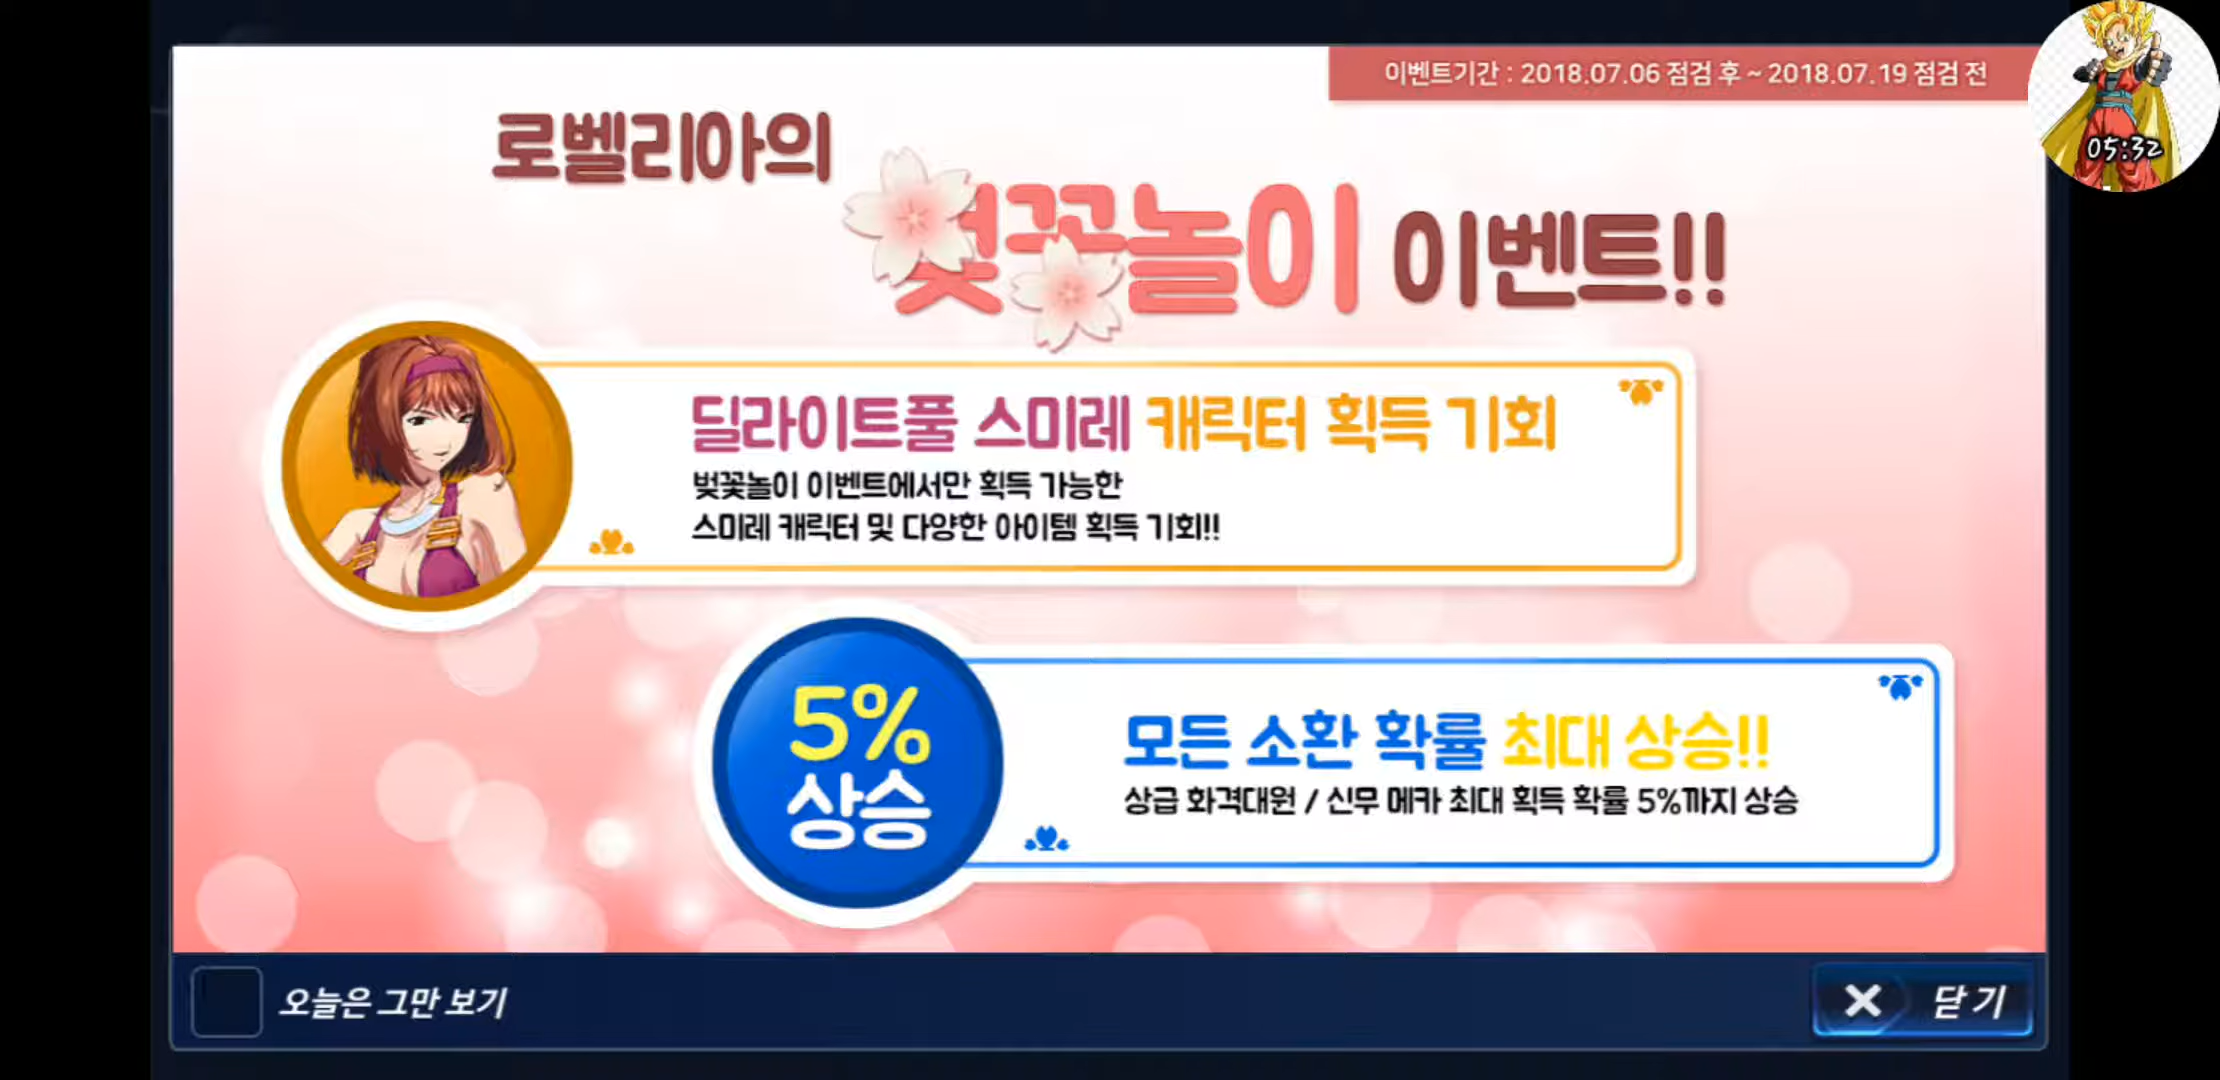 이벤트기간 : 2018.07.06 점검 후 ~ 2018.07.19 점검 전
05:32
로벨리아의
벚꽃놀이 이벤트!!
딜라이트풀 스미레 캐릭터 획득 기회
벚꽃놀이 이벤트에서만 획득 가능한
스미레 캐릭터 및 다양한 아이템 획득 기회!!
5%
상승
모든 소환 확률 최대 상승!!
상급 화격대원 / 신무 메카 최대 획득 확률 5%까지 상승
오늘은 그만 보기
닫기